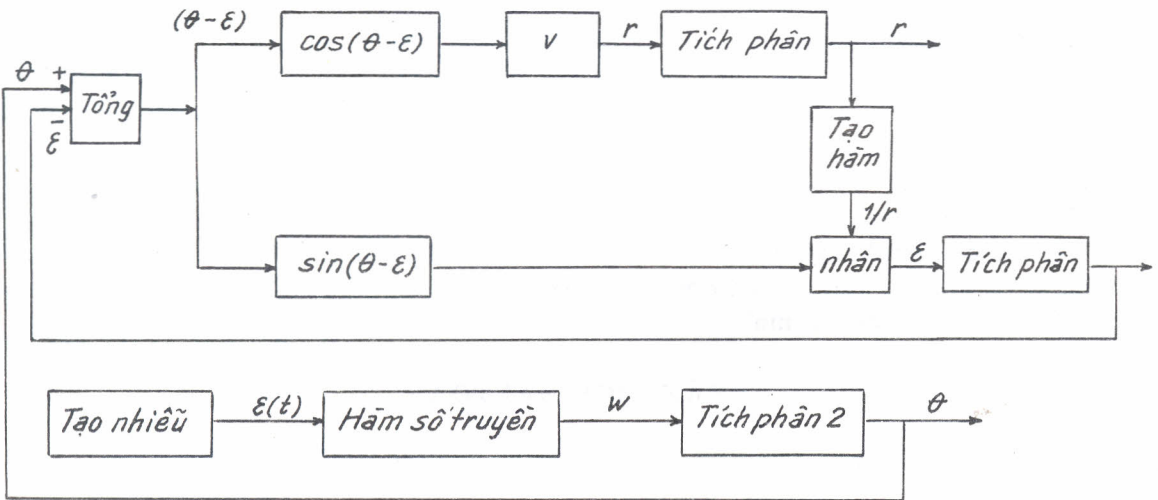 (θ-ε)
cos(θ-ε)
v
r
Tích phân
r
θ +
Tổng
-
ε
Tạo
hàm
1/r
sin(θ-ε)
nhân
ε
Tích phân
Tạo nhiễu
ε(t)
Hàm số truyền
w
Tích phân 2
θ